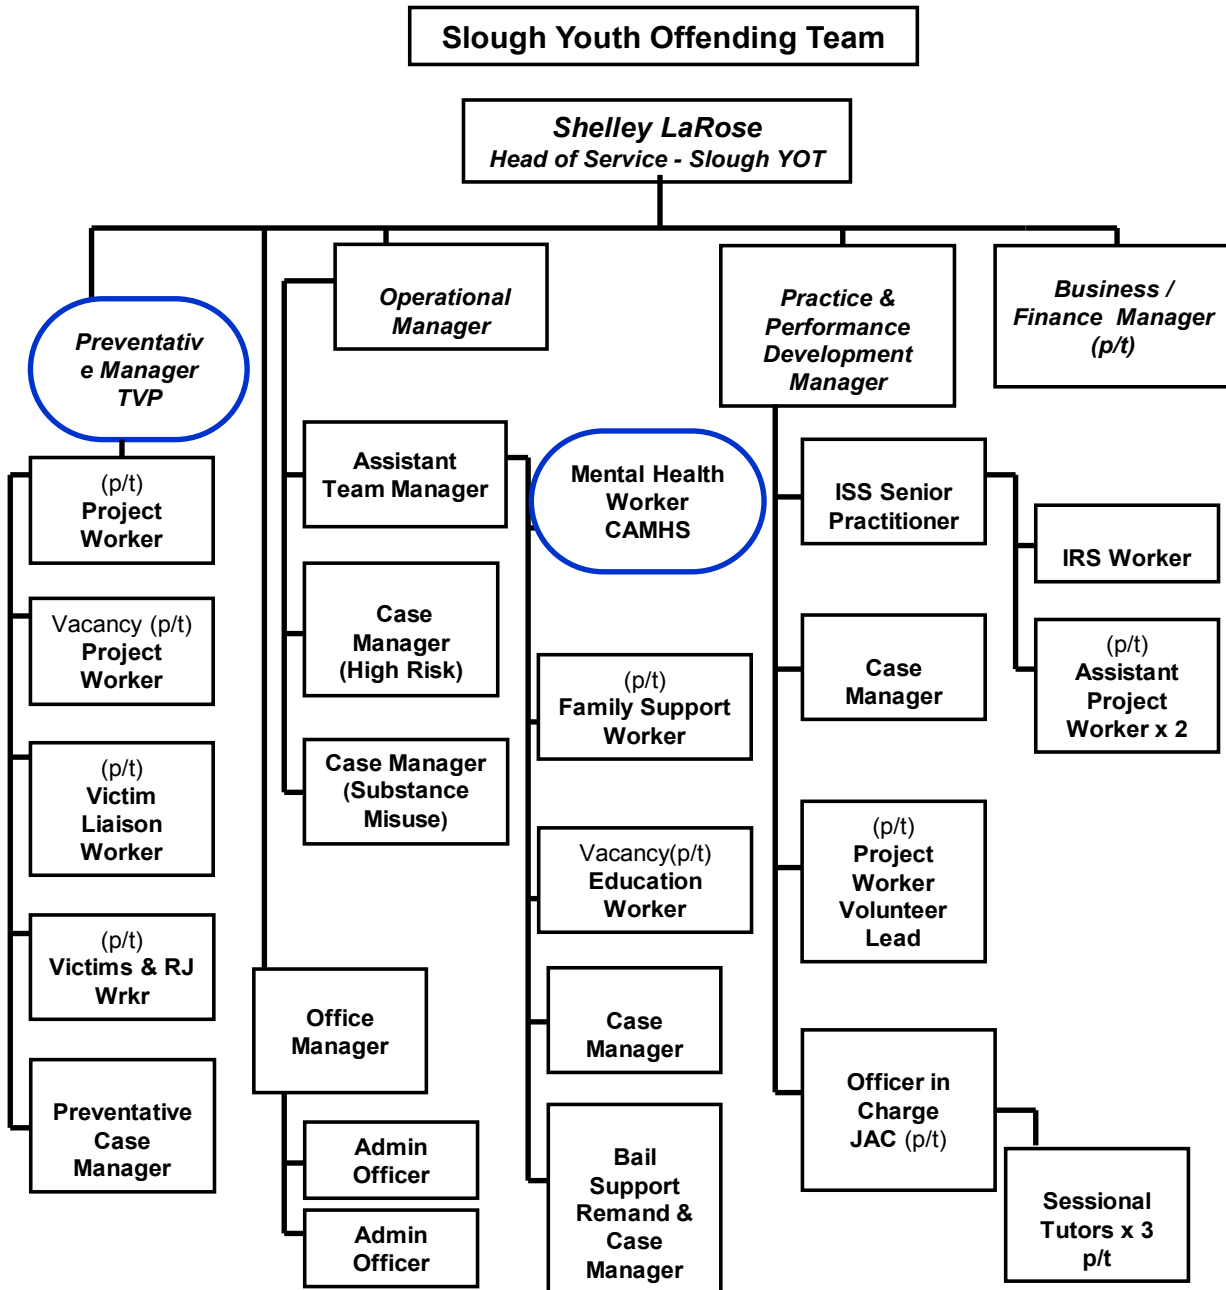 Slough Youth Offending Team
Shelley LaRose
Head of Service - Slough YOT
Preventativ
e Manager
TVP
Operational
Manager
Practice &
Performance
Development
Manager
Business /
Finance Manager
(p/t)
(p/t)
Project
Worker
Vacancy (p/t)
Project
Worker
(p/t)
Victim
Liaison
Worker
(p/t)
Victims & RJ
Wrkr
Preventative
Case
Manager
Office
Manager
Admin
Officer
Admin
Officer
Assistant
Team Manager
Case
Manager
(High Risk)
Case Manager
(Substance
Misuse)
Mental Health
Worker
CAMHS
(p/t)
Family Support
Worker
Vacancy(p/t)
Education
Worker
Case
Manager
Bail
Support
Remand &
Case
Manager
ISS Senior
Practitioner
Case
Manager
(p/t)
Project
Worker
Volunteer
Lead
Officer in
Charge
JAC (p/t)
IRS Worker
(p/t)
Assistant
Project
Worker x 2
Sessional
Tutors x 3
p/t